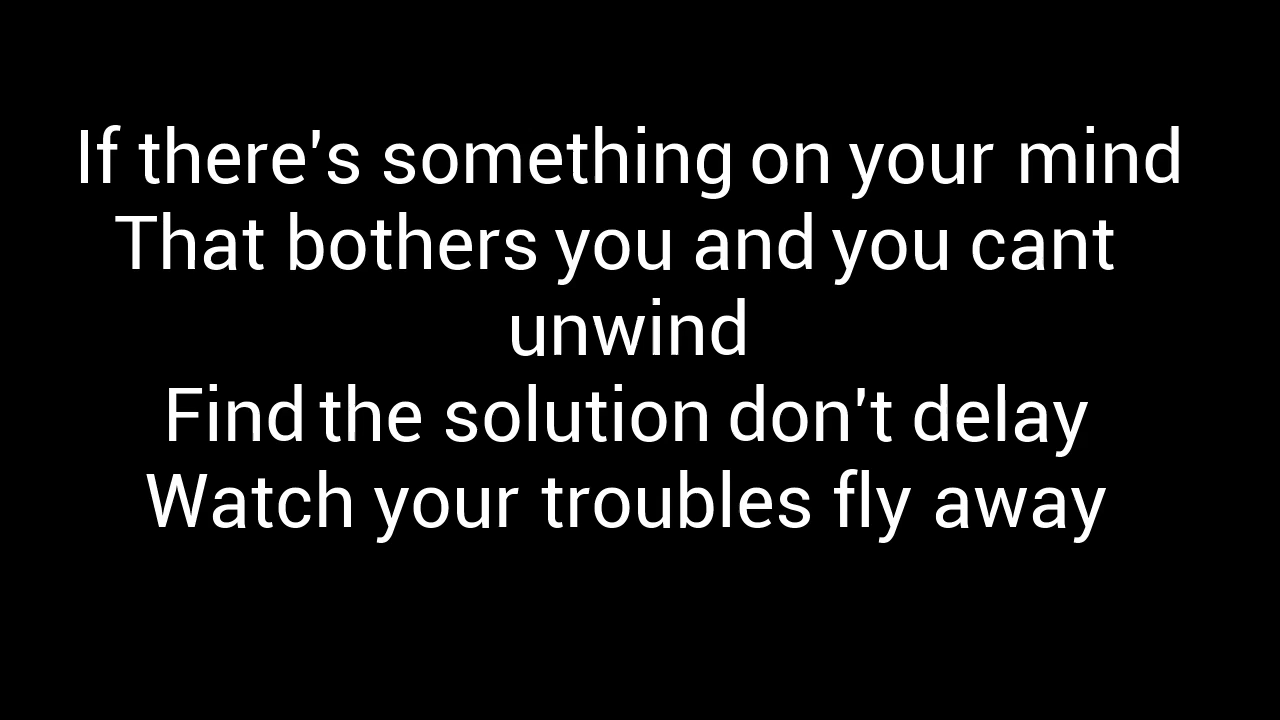 If there's something on your mind
That bothers you and you cant
unwind
Find the solution don't delay
Watch your troubles fly away